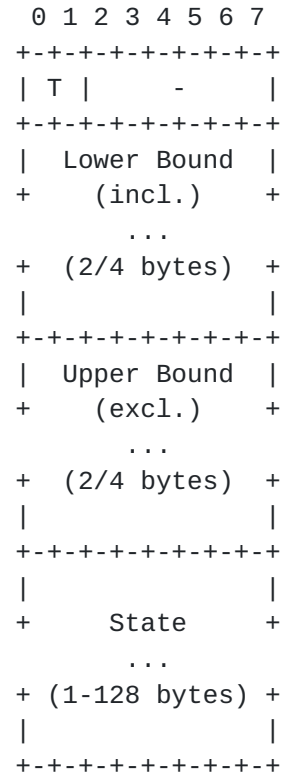 0 1 2 3 4 5 6 7
+-+-+-+-+-+-+-+-+
| T |     -     |
+-+-+-+-+-+-+-+-+
|  Lower Bound  |
+    (incl.)    +
       ...
+  (2/4 bytes)  +
|               |
+-+-+-+-+-+-+-+-+
|  Upper Bound  |
+    (excl.)    +
       ...
+  (2/4 bytes)  +
|               |
+-+-+-+-+-+-+-+-+
|               |
+     State     +
       ...
+ (1-128 bytes) +
|               |
+-+-+-+-+-+-+-+-+